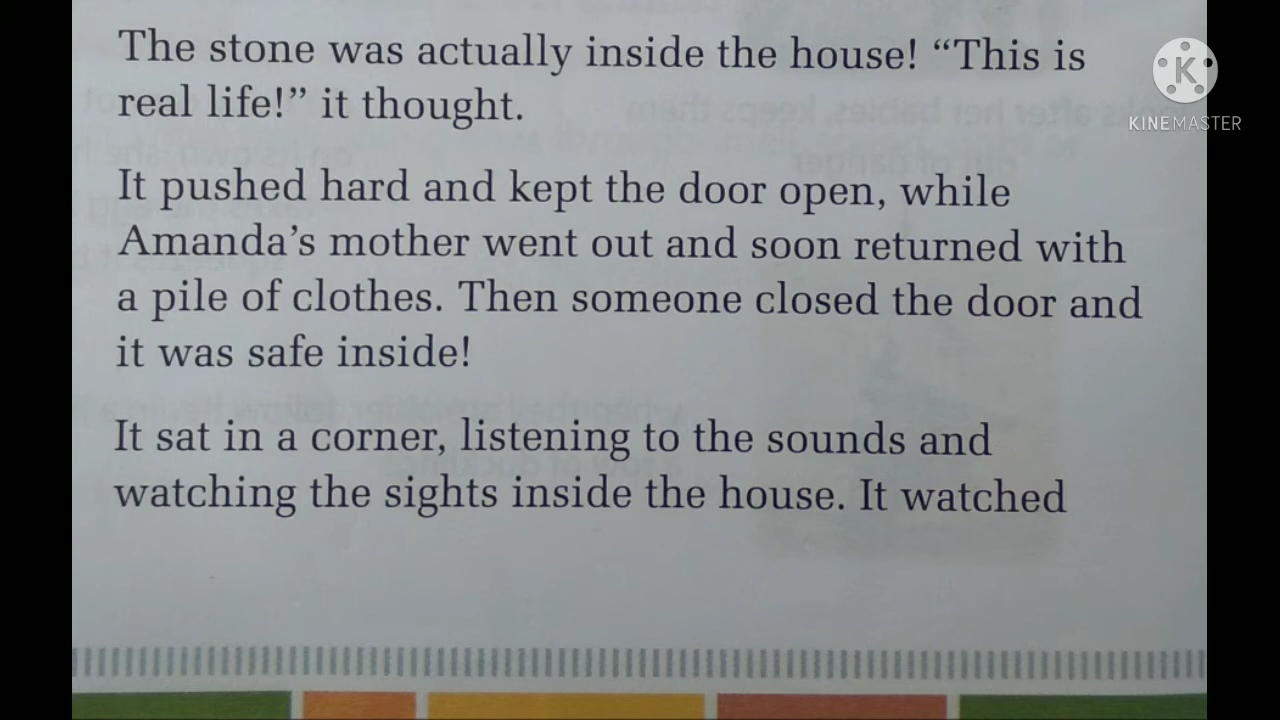 The stone was actually inside the house! “This is
real life!” it thought.
It pushed hard and kept the door open, while
Amanda’s mother went out and soon returned with
a pile of clothes. Then someone closed the door and
it was safe inside!
It sat in a corner, listening to the sounds and
watching the sights inside the house. It watched
K
KINEMASTER